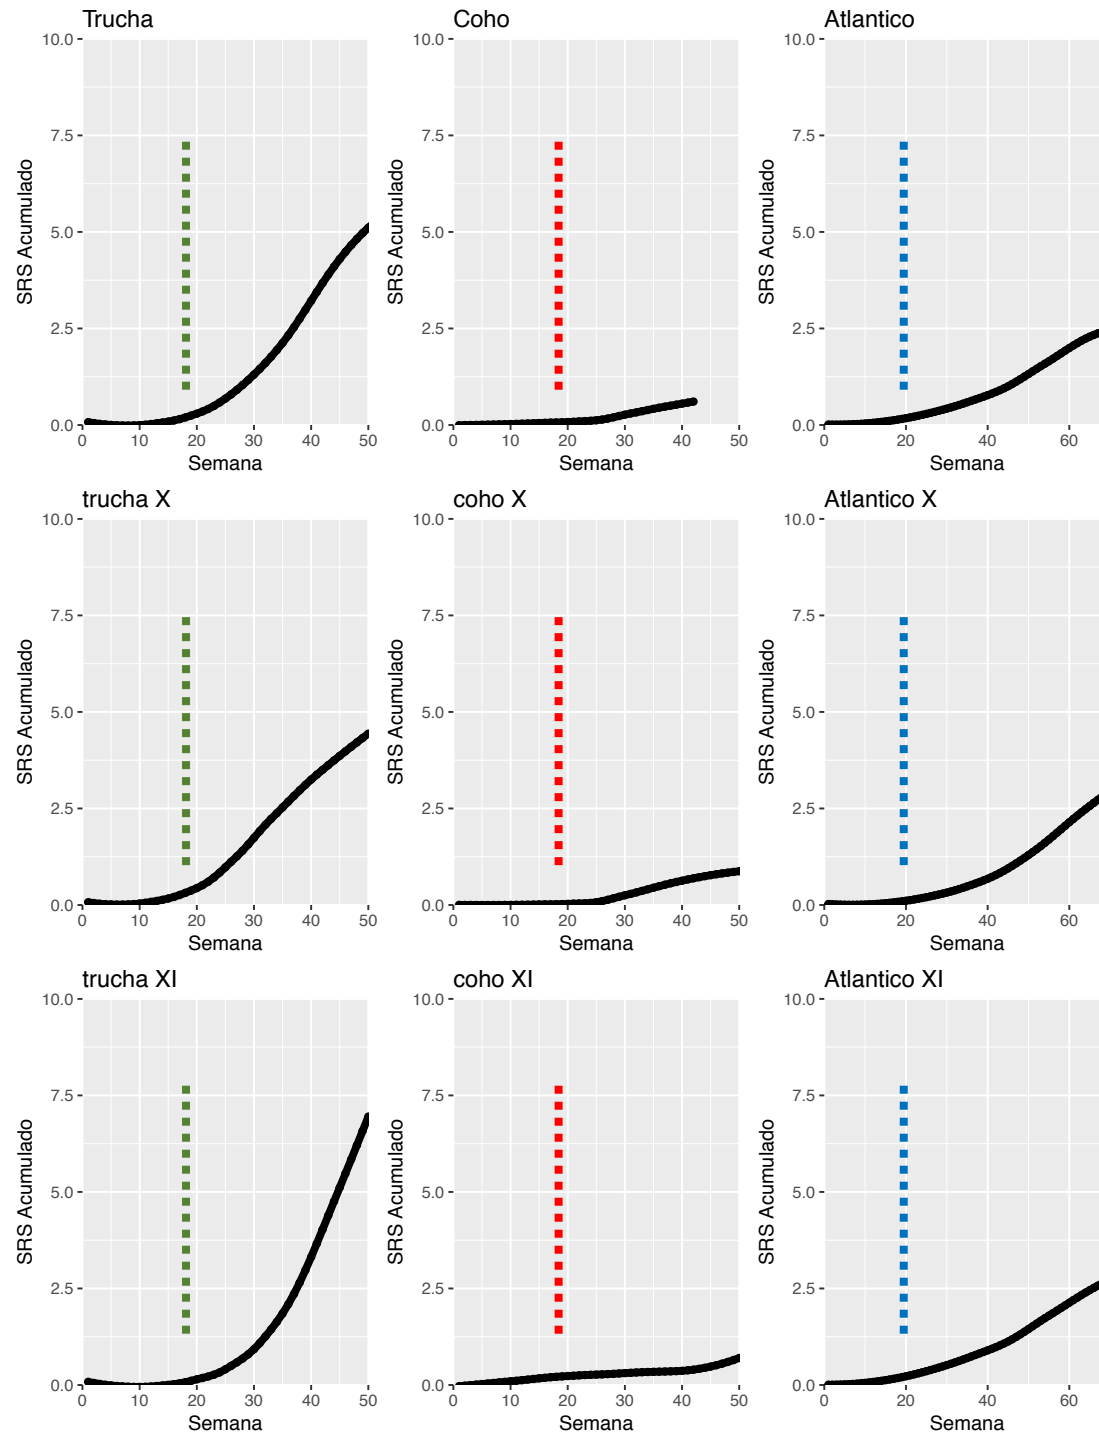 Trucha Coho Atlantico
10.0 10.0 10.0
7.5 7.5 7.5
SRS Acumulado SRS Acumulado SRS Acumulado
5.0 5.0 5.0
2.5 2.5 2.5
0.0 0.0 0.0
0 10 20 30 40 50 0 10 20 30 40 50 0 20 40 60
Semana Semana Semana
trucha X coho X Atlantico X
10.0 10.0 10.0
7.5 7.5 7.5
SRS Acumulado SRS Acumulado SRS Acumulado
5.0 5.0 5.0
2.5 2.5 2.5
0.0 0.0 0.0
0 10 20 30 40 50 0 10 20 30 40 50 0 20 40 60
Semana Semana Semana
trucha XI coho XI Atlantico XI
10.0 10.0 10.0
7.5 7.5 7.5
SRS Acumulado SRS Acumulado SRS Acumulado
5.0 5.0 5.0
2.5 2.5 2.5
0.0 0.0 0.0
0 10 20 30 40 50 0 10 20 30 40 50 0 20 40 60
Semana Semana Semana